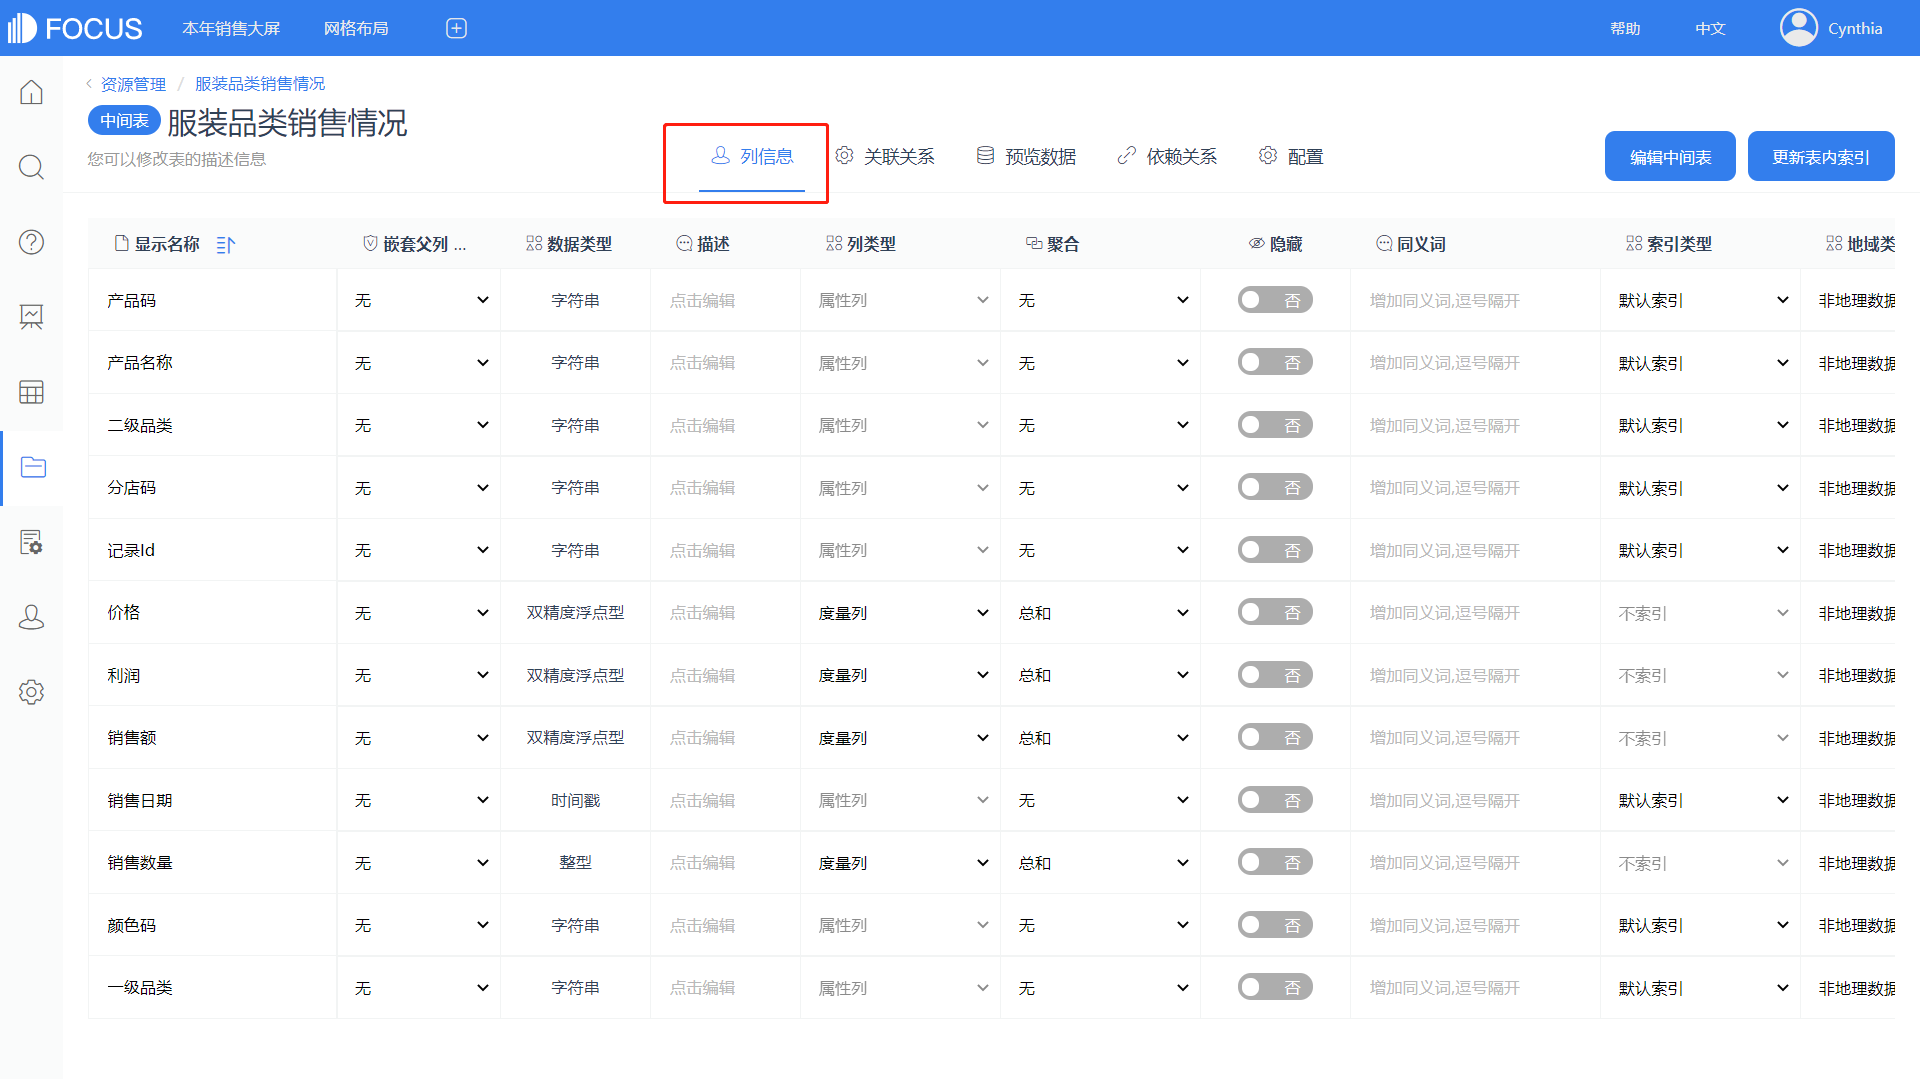 FOCUS 本年销售大屏 网格布局 帮助 中文 Cynthia
资源管理 / 服装品类销售情况
中间表 服装品类销售情况
您可以修改表的描述信息
列信息 关联关系 预览数据 依赖关系 配置 编辑中间表 更新表内索引
显示名称 嵌套父列 ... 数据类型 描述 列类型 聚合 隐藏 同义词 索引类型 地域类
产品码 无 字符串 点击编辑 属性列 无 否 增加同义词,逗号隔开 默认索引 非地理数据
产品名称 无 字符串 点击编辑 属性列 无 否 增加同义词,逗号隔开 默认索引 非地理数据
二级品类 无 字符串 点击编辑 属性列 无 否 增加同义词,逗号隔开 默认索引 非地理数据
分店码 无 字符串 点击编辑 属性列 无 否 增加同义词,逗号隔开 默认索引 非地理数据
记录Id 无 字符串 点击编辑 属性列 无 否 增加同义词,逗号隔开 默认索引 非地理数据
价格 无 双精度浮点型 点击编辑 度量列 总和 否 增加同义词,逗号隔开 不索引 非地理数据
利润 无 双精度浮点型 点击编辑 度量列 总和 否 增加同义词,逗号隔开 不索引 非地理数据
销售额 无 双精度浮点型 点击编辑 度量列 总和 否 增加同义词,逗号隔开 不索引 非地理数据
销售日期 无 时间戳 点击编辑 属性列 无 否 增加同义词,逗号隔开 默认索引 非地理数据
销售数量 无 整型 点击编辑 度量列 总和 否 增加同义词,逗号隔开 不索引 非地理数据
颜色码 无 字符串 点击编辑 属性列 无 否 增加同义词,逗号隔开 默认索引 非地理数据
一级品类 无 字符串 点击编辑 属性列 无 否 增加同义词,逗号隔开 默认索引 非地理数据